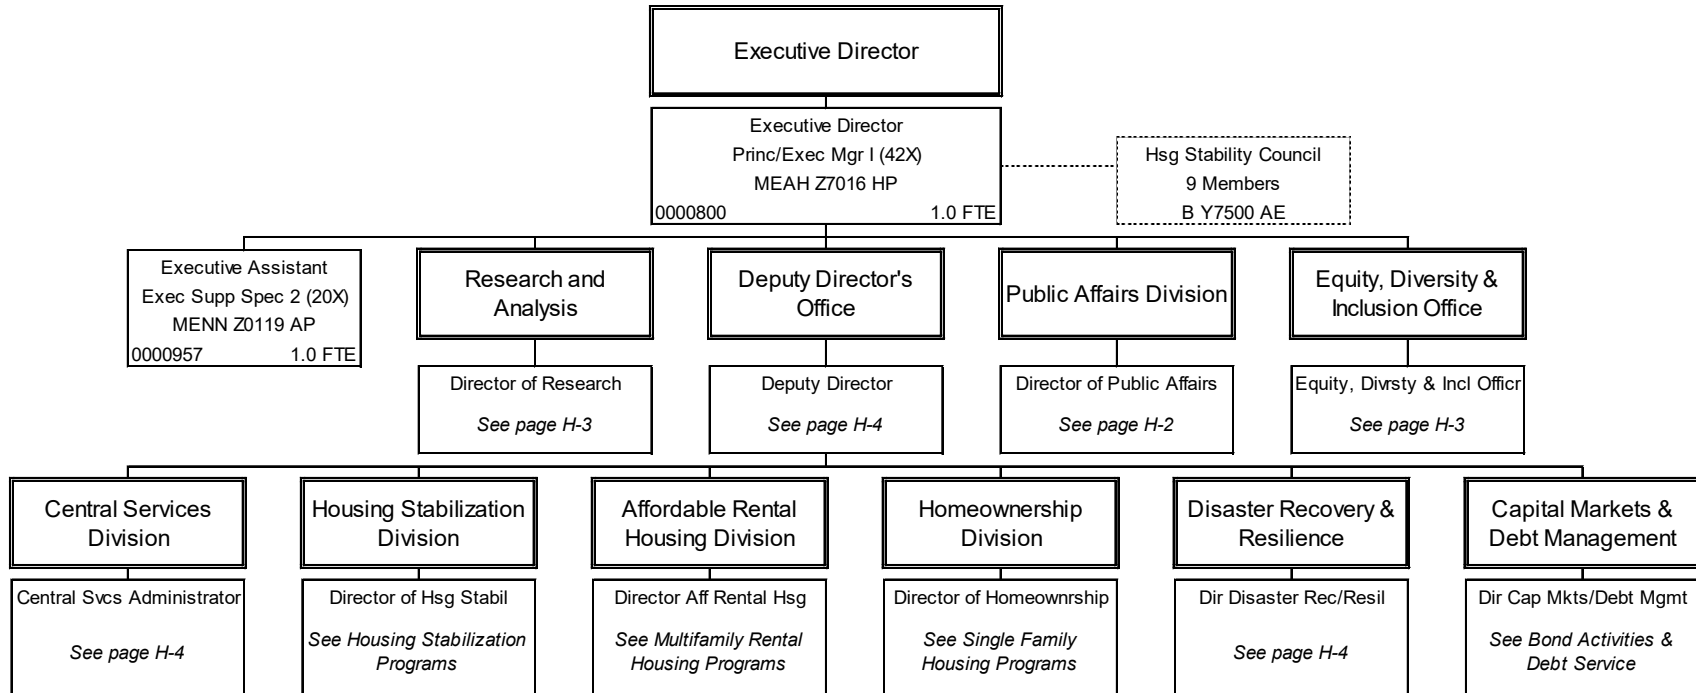 Executive Director
Executive Director
Princ/Exec Mgr I (42X)
MEAH Z7016 HP
0000800 1.0 FTE
Hsg Stability Council
9 Members
B Y7500 AE
Executive Assistant
Exec Supp Spec 2 (20X)
MENN Z0119 AP
0000957 1.0 FTE
Research and
Analysis
Deputy Director's
Office
Public Affairs Division
Equity, Diversity &
Inclusion Office
Director of Research
See page H-3
Deputy Director
See page H-4
Director of Public Affairs
See page H-2
Equity, Divrsty & Incl Officr
See page H-3
Central Services
Division
Housing Stabilization
Division
Affordable Rental
Housing Division
Homeownership
Division
Disaster Recovery &
Resilience
Capital Markets &
Debt Management
Central Svcs Administrator
See page H-4
Director of Hsg Stabil
See Housing Stabilization
Programs
Director Aff Rental Hsg
See Multifamily Rental
Housing Programs
Director of Homeownrship
See Single Family
Housing Programs
Dir Disaster Rec/Resil
See page H-4
Dir Cap Mkts/Debt Mgmt
See Bond Activities &
Debt Service